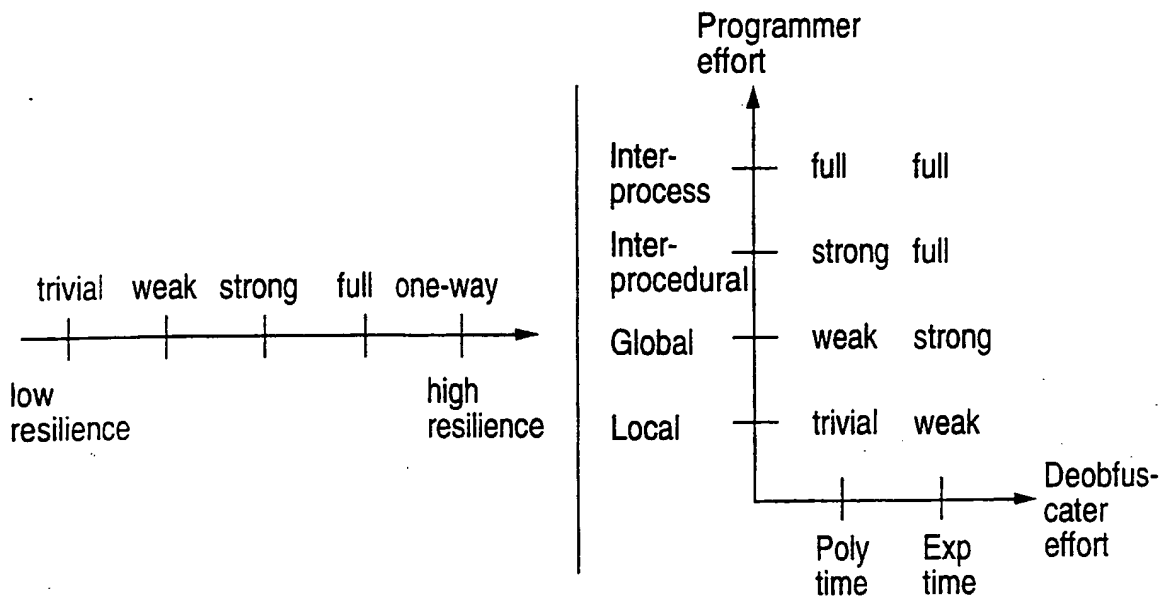 trivial weak strong full one-way
low
resilience
high
resilience
Programmer
effort
Inter-
process
full full
Inter-
procedural
strong full
Global
weak strong
Local
trivial weak
Deobfus-
cater
effort
Poly
time
Exp
time